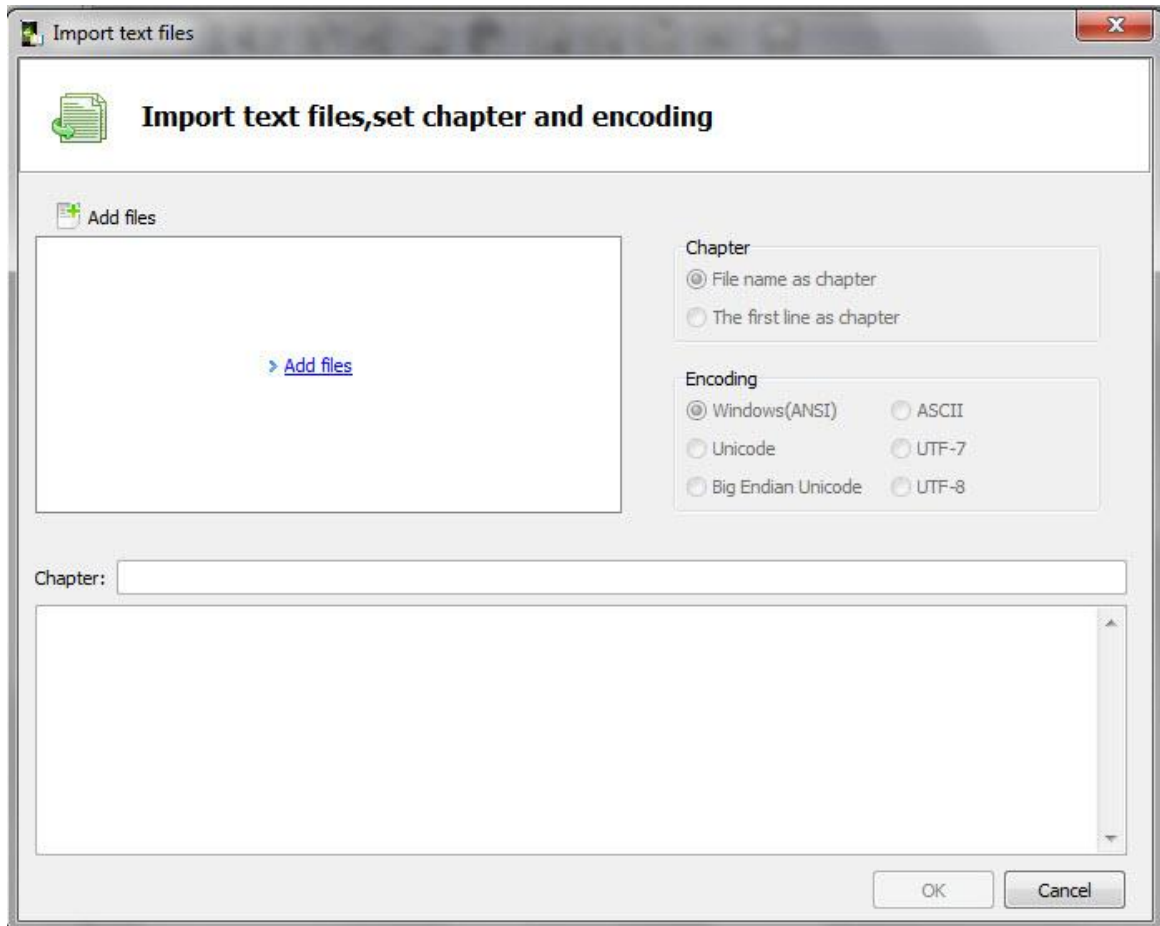 Import text files
Import text files,set chapter and encoding
Add files
Add files
Chapter
File name as chapter
The first line as chapter
Encoding
Windows(ANSI) ASCII
Unicode UTF-7
Big Endian Unicode UTF-8
Chapter:
OK Cancel